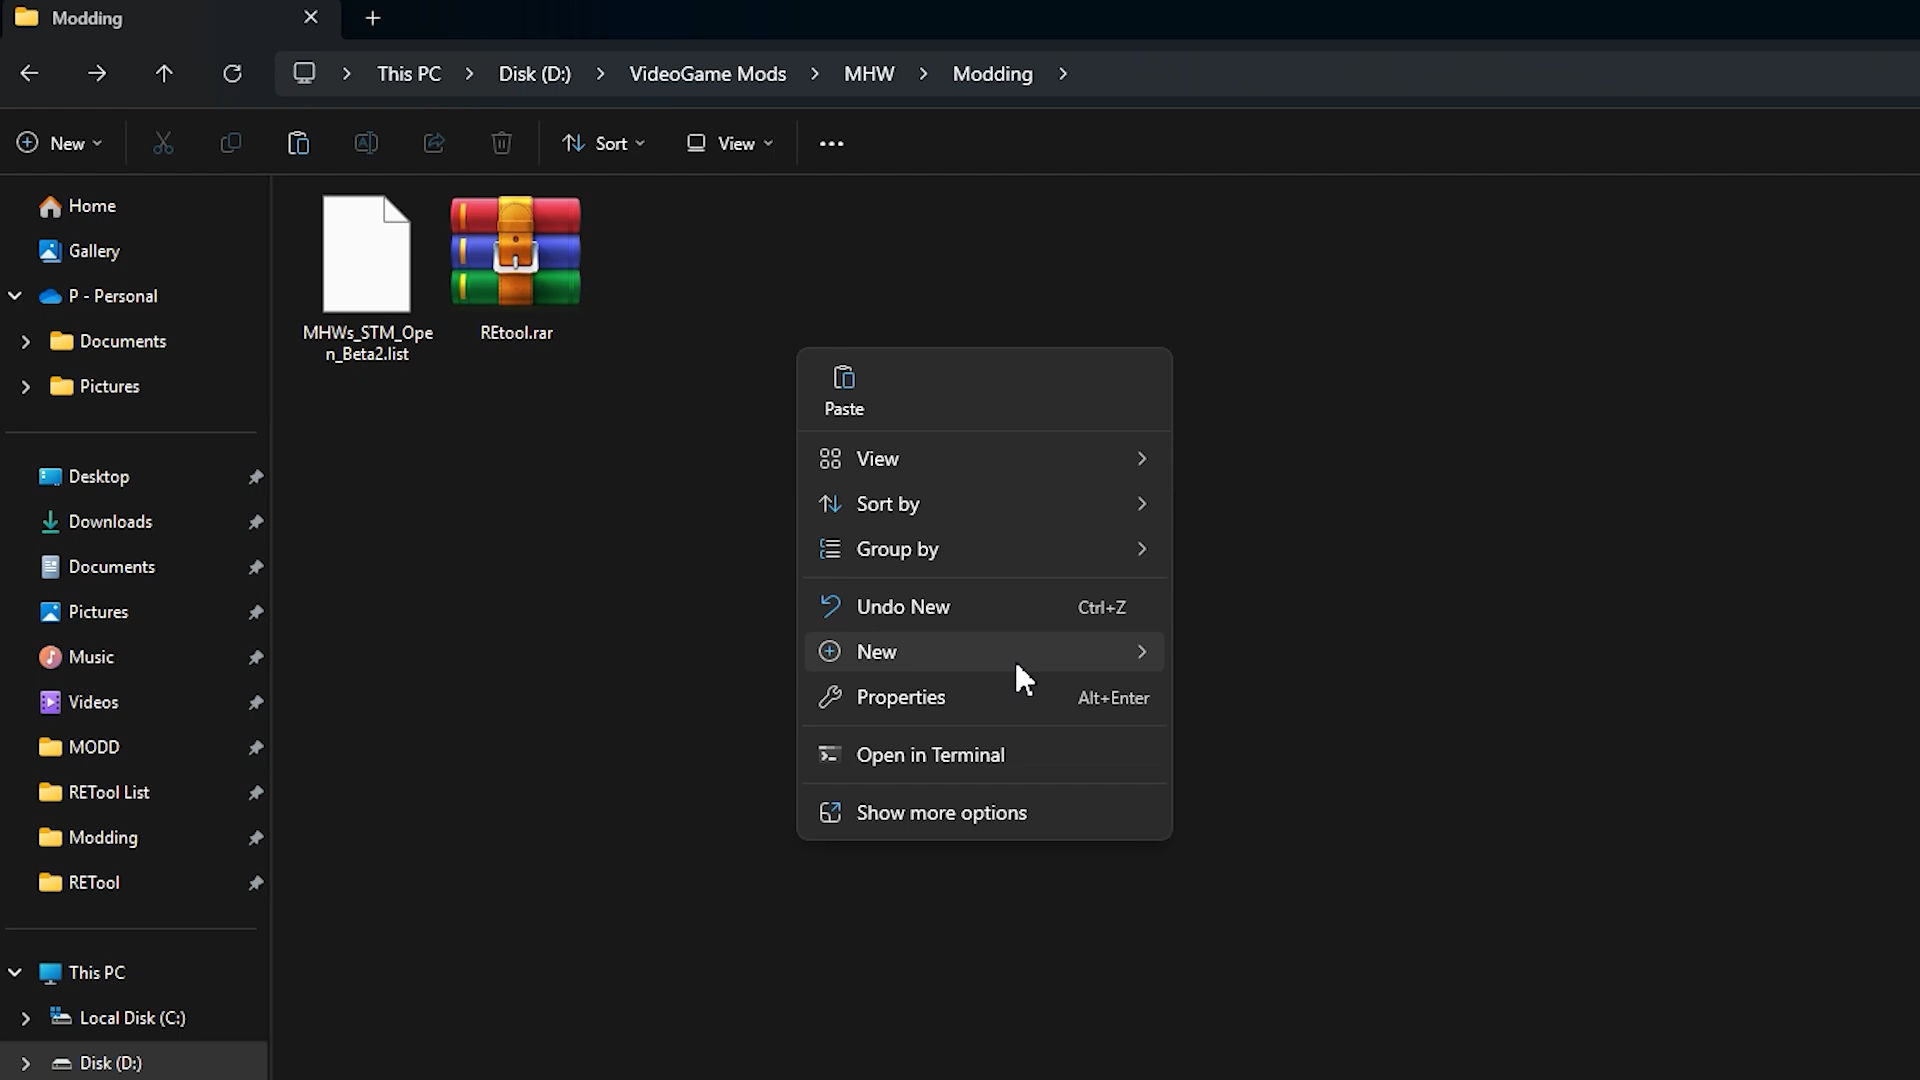 Modding
This PC
Disk (D:)
VideoGame Mods
MHW
Modding
New
Sort
View
Home
Gallery
P - Personal
Documents
Pictures
Desktop
Downloads
Documents
Pictures
Music
Videos
MODD
RETool List
Modding
RETool
This PC
Local Disk (C:)
Disk (D:)
MHWs_STM_Ope
n_Beta2.list
REtool.rar
Paste
View
Sort by
Group by
Undo New Ctrl+Z
New
Properties Alt+Enter
Open in Terminal
Show more options